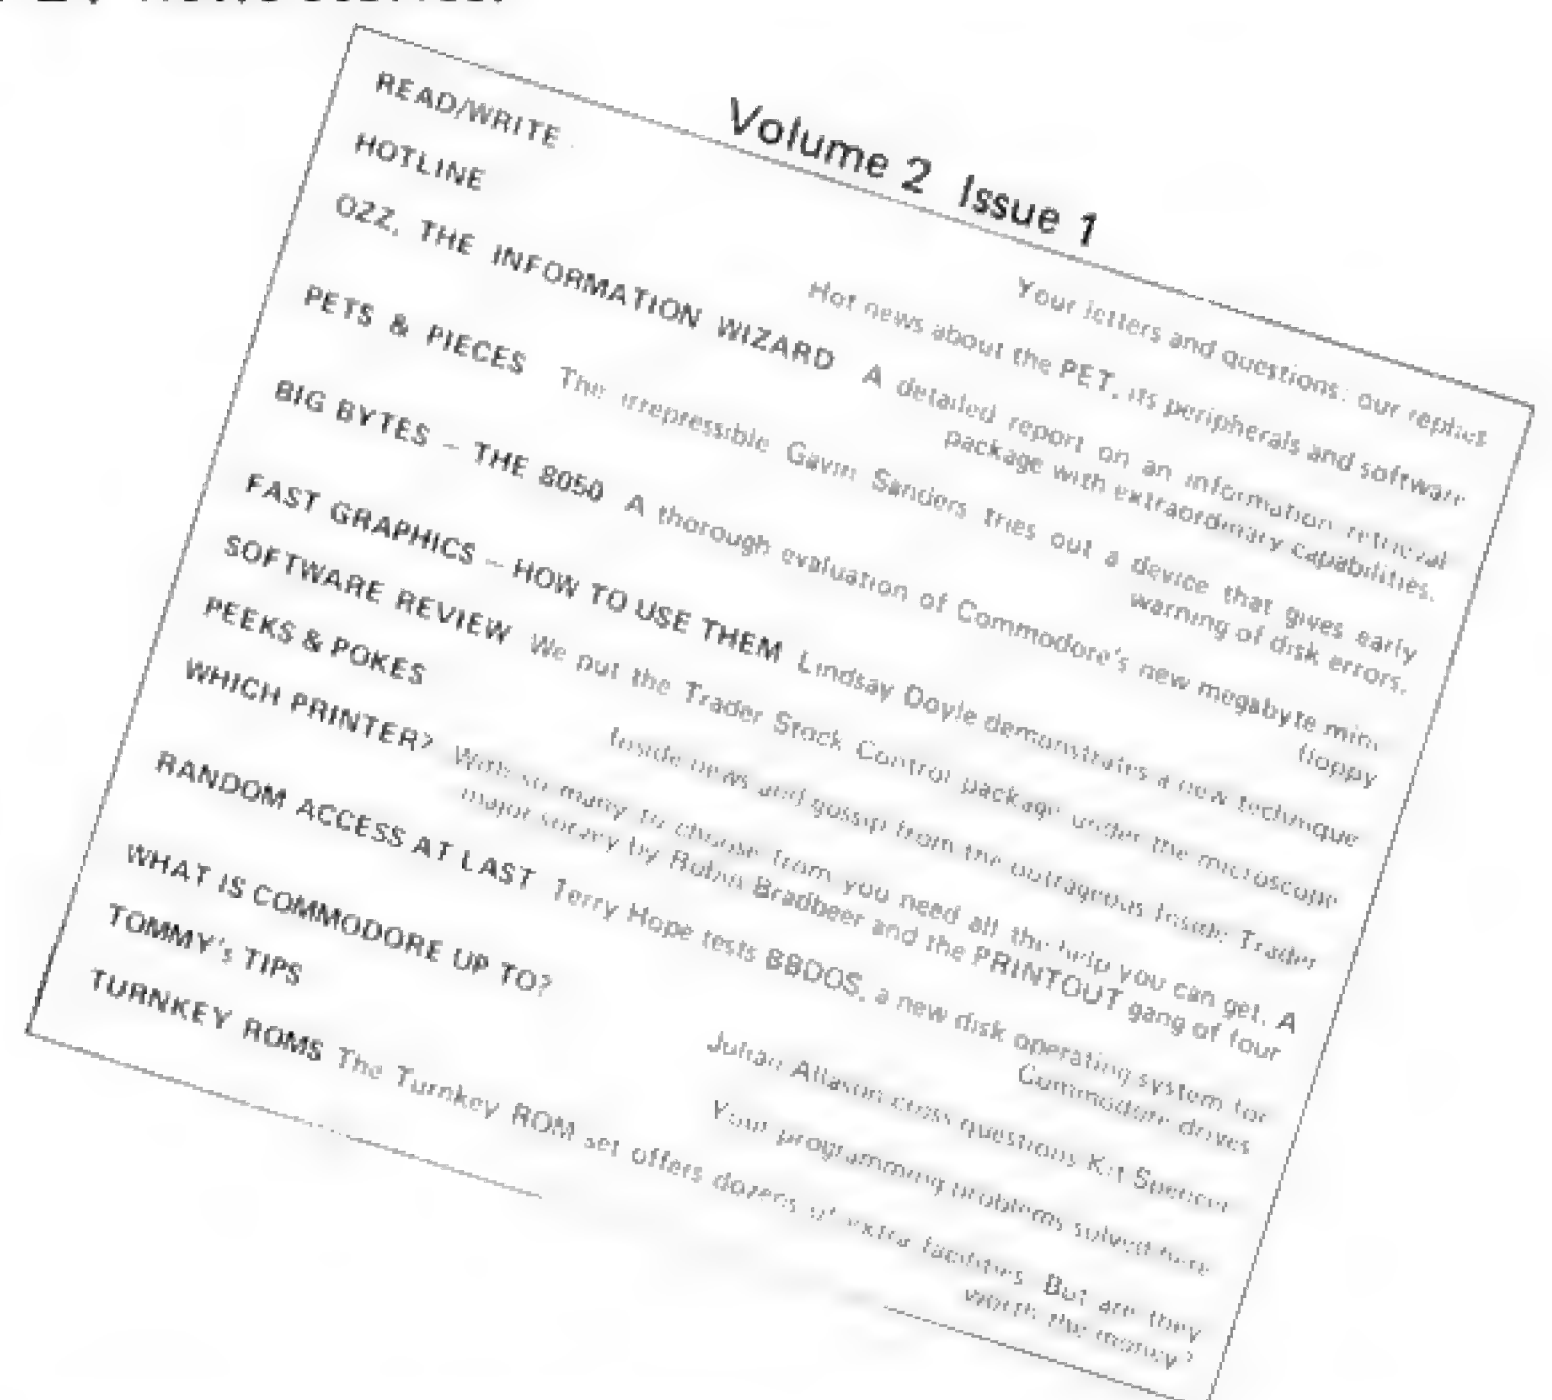 Volume 2 Issue 1
READ/WRITE Your letters and questions: our replies
HOTLINE Hot news about the PET, its peripherals and software
OZZ, THE INFORMATION WIZARD A detailed report on an information retrieval
package with extraordinary capabilities.
PETS & PIECES The irrepressible Gavin Sanders tries out a device that gives early
warning of disk errors.
BIG BYTES – THE 8050 A thorough evaluation of Commodore's new megabyte mini
floppy
FAST GRAPHICS – HOW TO USE THEM Lindsay Doyle demonstrates a new technique
SOFTWARE REVIEW We put the Trader Stock Control package under the microscope
PEEKS & POKES Inside news and gossip from the outrageous Inside Trader
WHICH PRINTER? With so many to choose from you need all the help you can get. A
major survey by Robin Bradbeer and the PRINTOUT gang of four
RANDOM ACCESS AT LAST Terry Hope tests BBDOS, a new disk operating system for
Commodore drives
WHAT IS COMMODORE UP TO? Julian Allason cross questions Kit Spencer
TOMMY's TIPS Your programming problems solved here
TURNKEY ROMS The Turnkey ROM set offers dozens of extra facilities. But are they
worth the money?